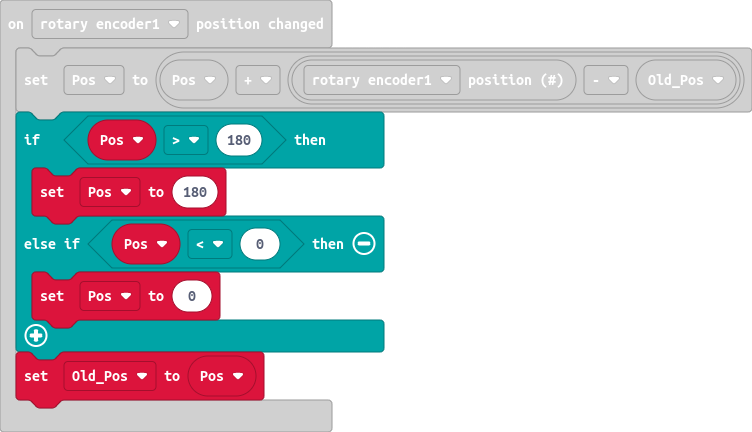 on rotary encoder1 position changed
set Pos to Pos + rotary encoder1 position (#) - Old_Pos
if Pos > 180 then
set Pos to 180
else if Pos < 0 then
set Pos to 0
set Old_Pos to Pos